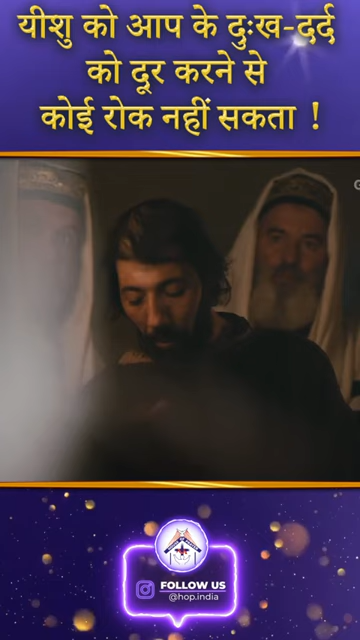 यीशु को आप के दुःख-दर्द
को दूर करने से
कोई रोक नहीं सकता !
G
FOLLOW US
@hop.india